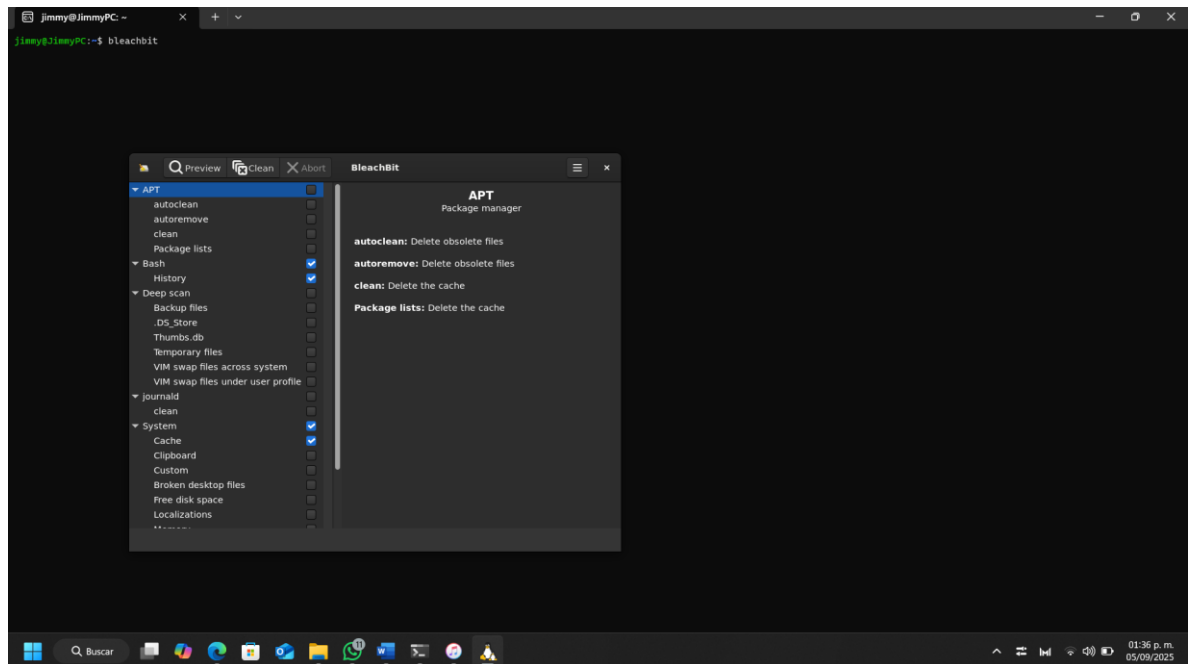 jimmy@JimmyPC: ~
jimmy@JimmyPC:~$ bleachbit
Preview Clean Abort BleachBit
APT
autoclean
autoremove
clean
Package lists
Bash
History
Deep scan
Backup files
.DS_Store
Thumbs.db
Temporary files
VIM swap files across system
VIM swap files under user profile
journald
clean
System
Cache
Clipboard
Custom
Broken desktop files
Free disk space
Localizations
APT
Package manager
autoclean: Delete obsolete files
autoremove: Delete obsolete files
clean: Delete the cache
Package lists: Delete the cache
Buscar
01:36 p. m.
05/09/2025